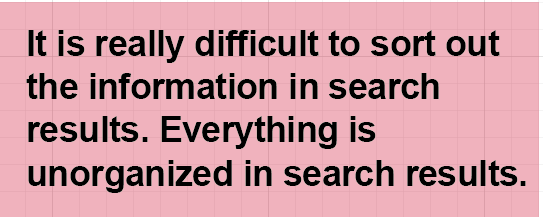 It is really difficult to sort out
the information in search
results. Everything is
unorganized in search results.